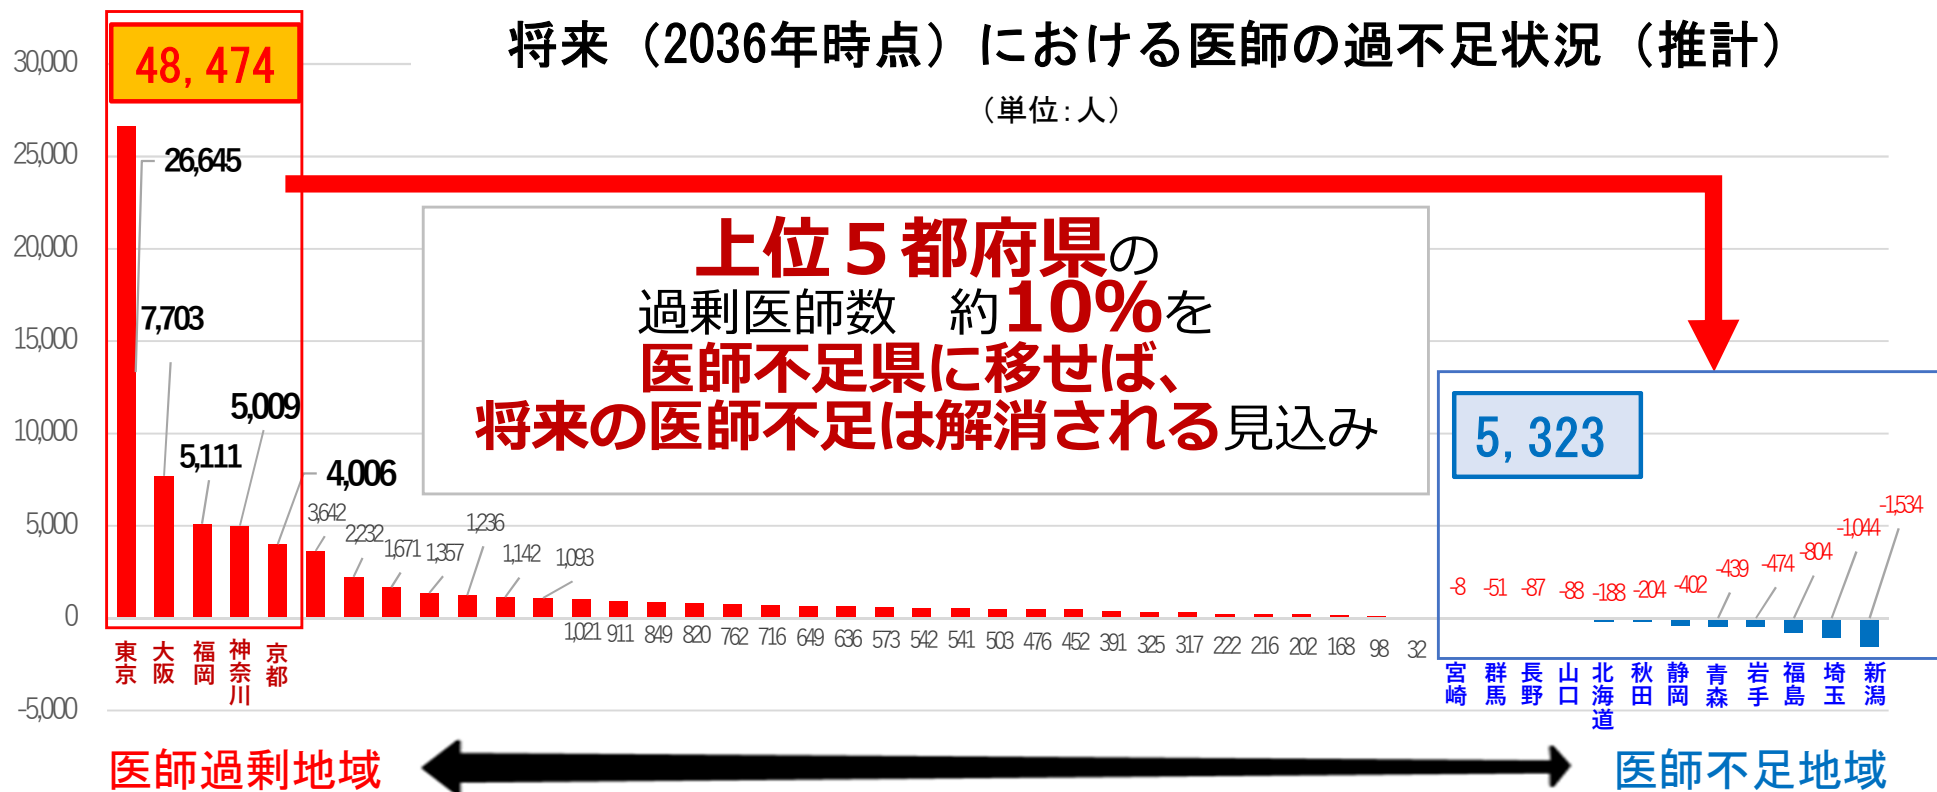 将来（2036年時点）における医師の過不足状況（推計）
（単位：人）
30,000
25,000
20,000
15,000
10,000
5,000
0
-5,000
48,474
26,645
7,703
5,111
5,009
4,006
3,642
2,232
1,671
1,357
1,236
1,142
1,093
1,021
911
849
820
762
716
649
636
573
542
541
503
476
452
391
325
317
222
216
202
168
98
32
上位５都府県の
過剰医師数　約10%を
医師不足県に移せば、
将来の医師不足は解消される見込み
5,323
-8
-51
-87
-88
-188
-204
-402
-439
-474
-804
-1,044
-1,534
東京
大阪
福岡
神奈川
京都
宮崎
群馬
長野
山口
北海道
秋田
静岡
青森
岩手
福島
埼玉
新潟
医師過剰地域
医師不足地域